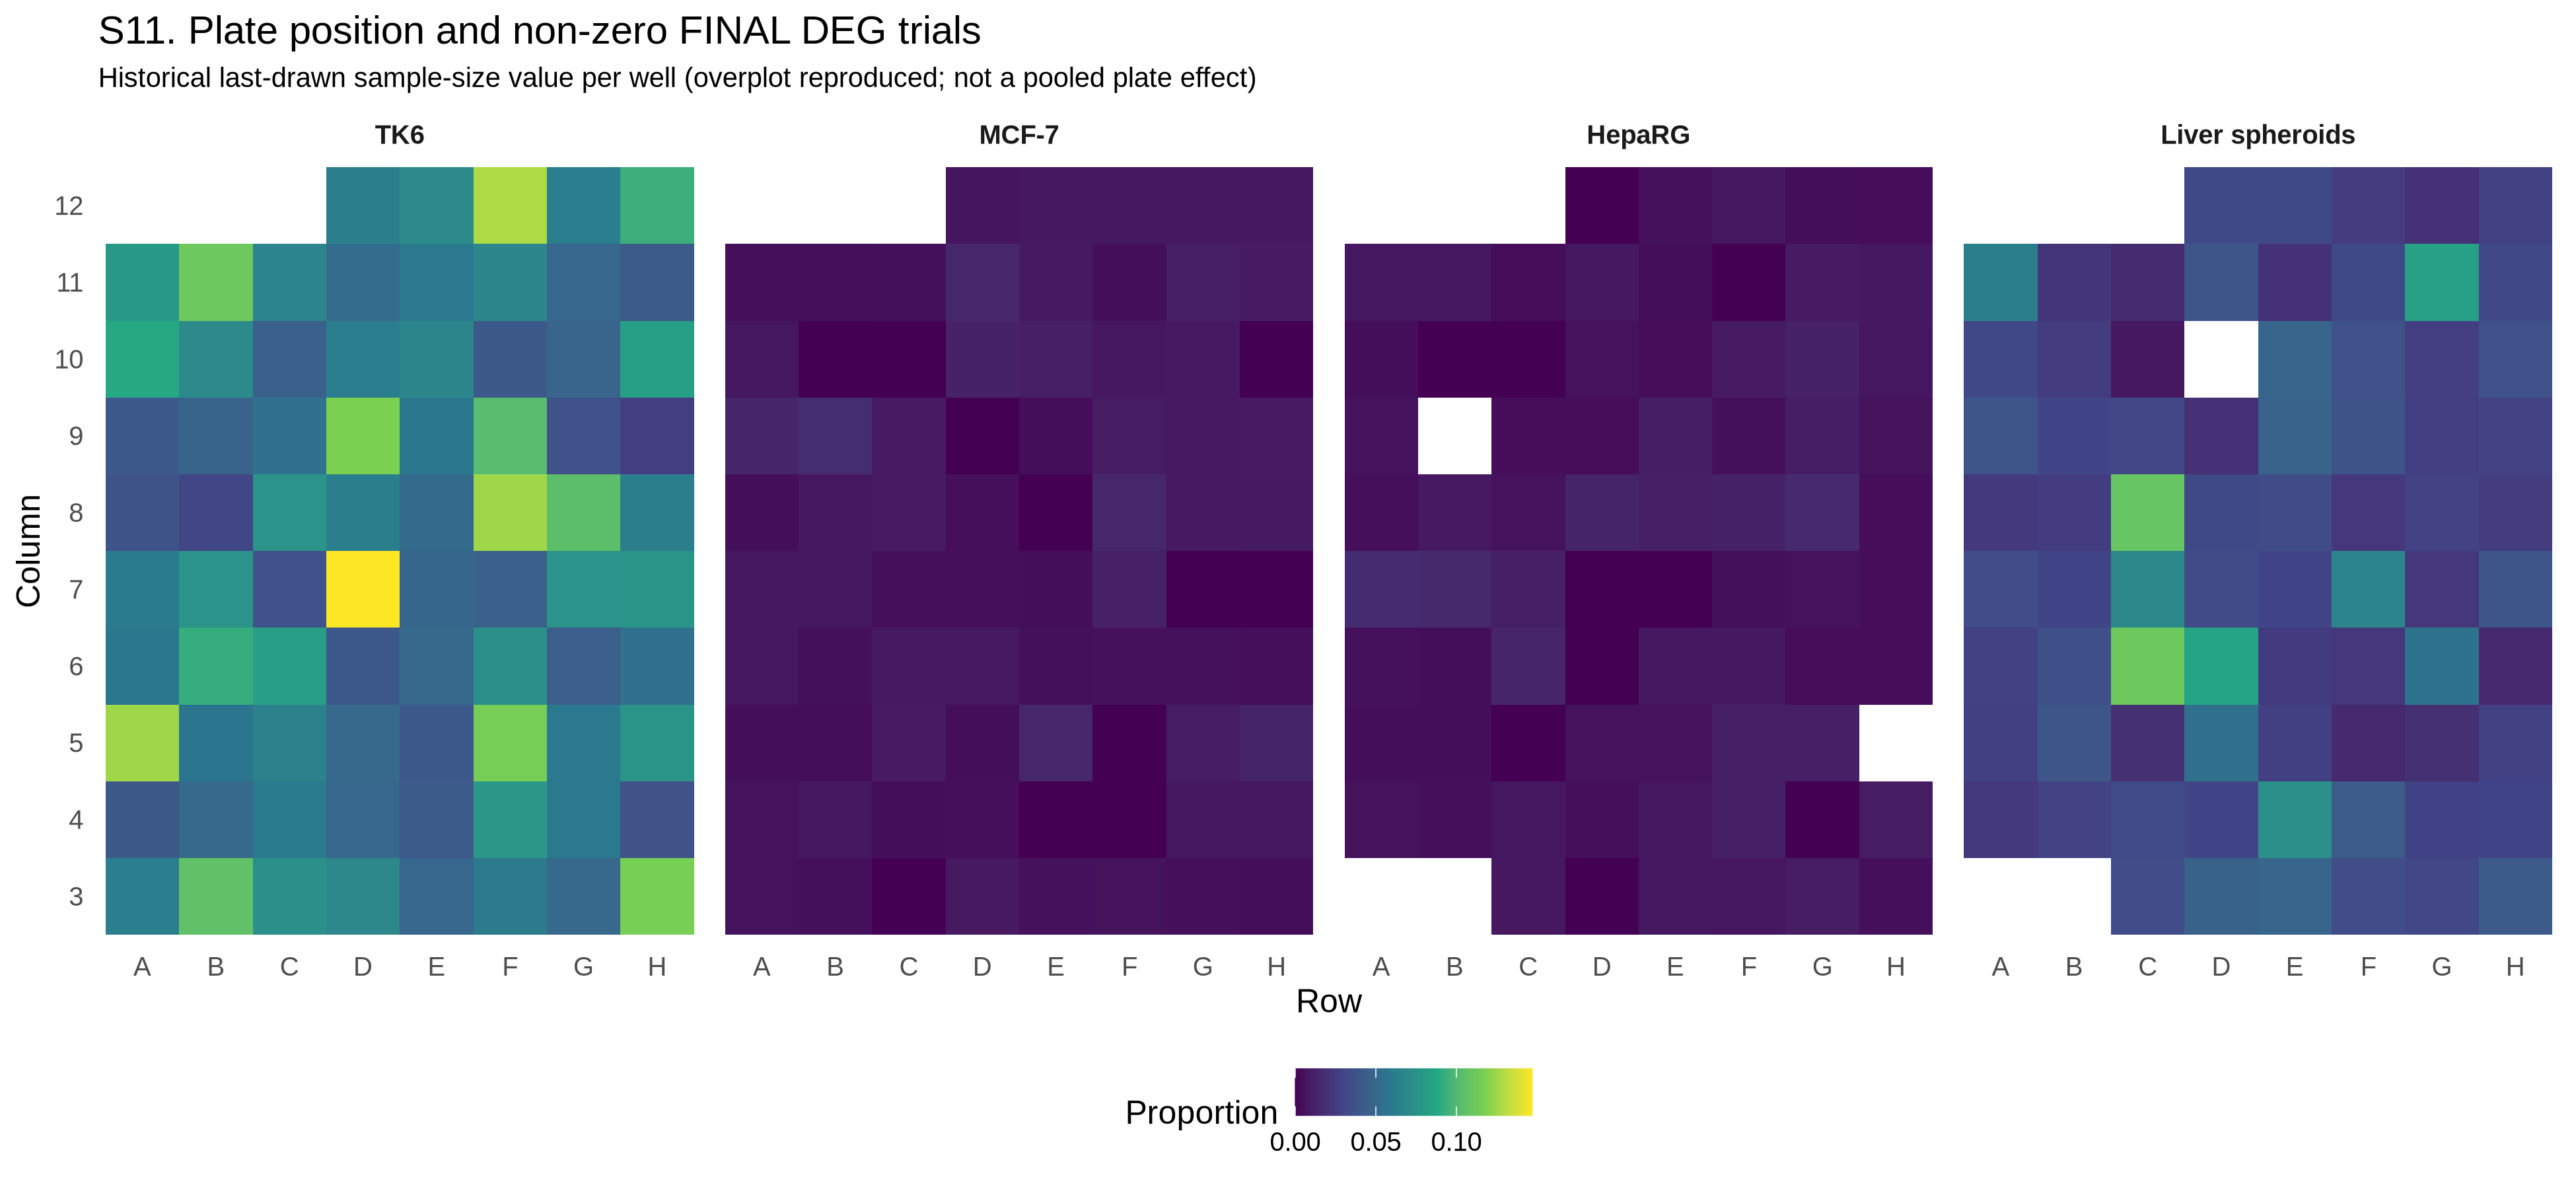 S11. Plate position and non-zero FINAL DEG trials
Historical last-drawn sample-size value per well (overplot reproduced; not a pooled plate effect)
TK6 MCF-7 HepaRG Liver spheroids
Column
12
11
10
9
8
7
6
5
4
3
A B C D E F G H A B C D E F G H A B C D E F G H A B C D E F G H
Row
Proportion
0.00 0.05 0.10